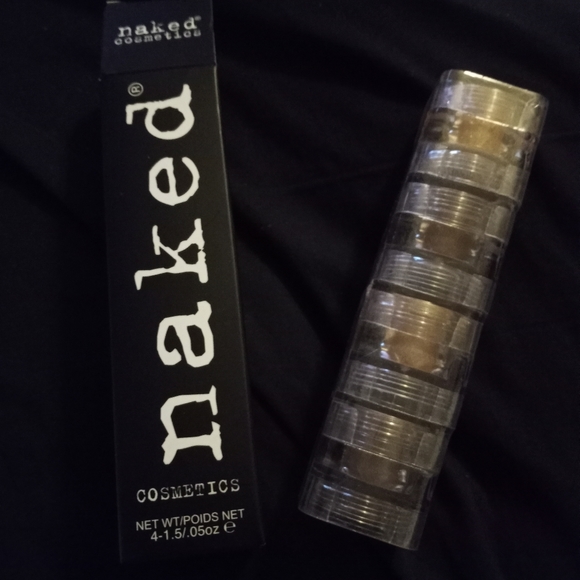 naked®
cosmetics
naked®
COSMETICS
NET WT/POIDS NET
4-1.5/.05oz ℮